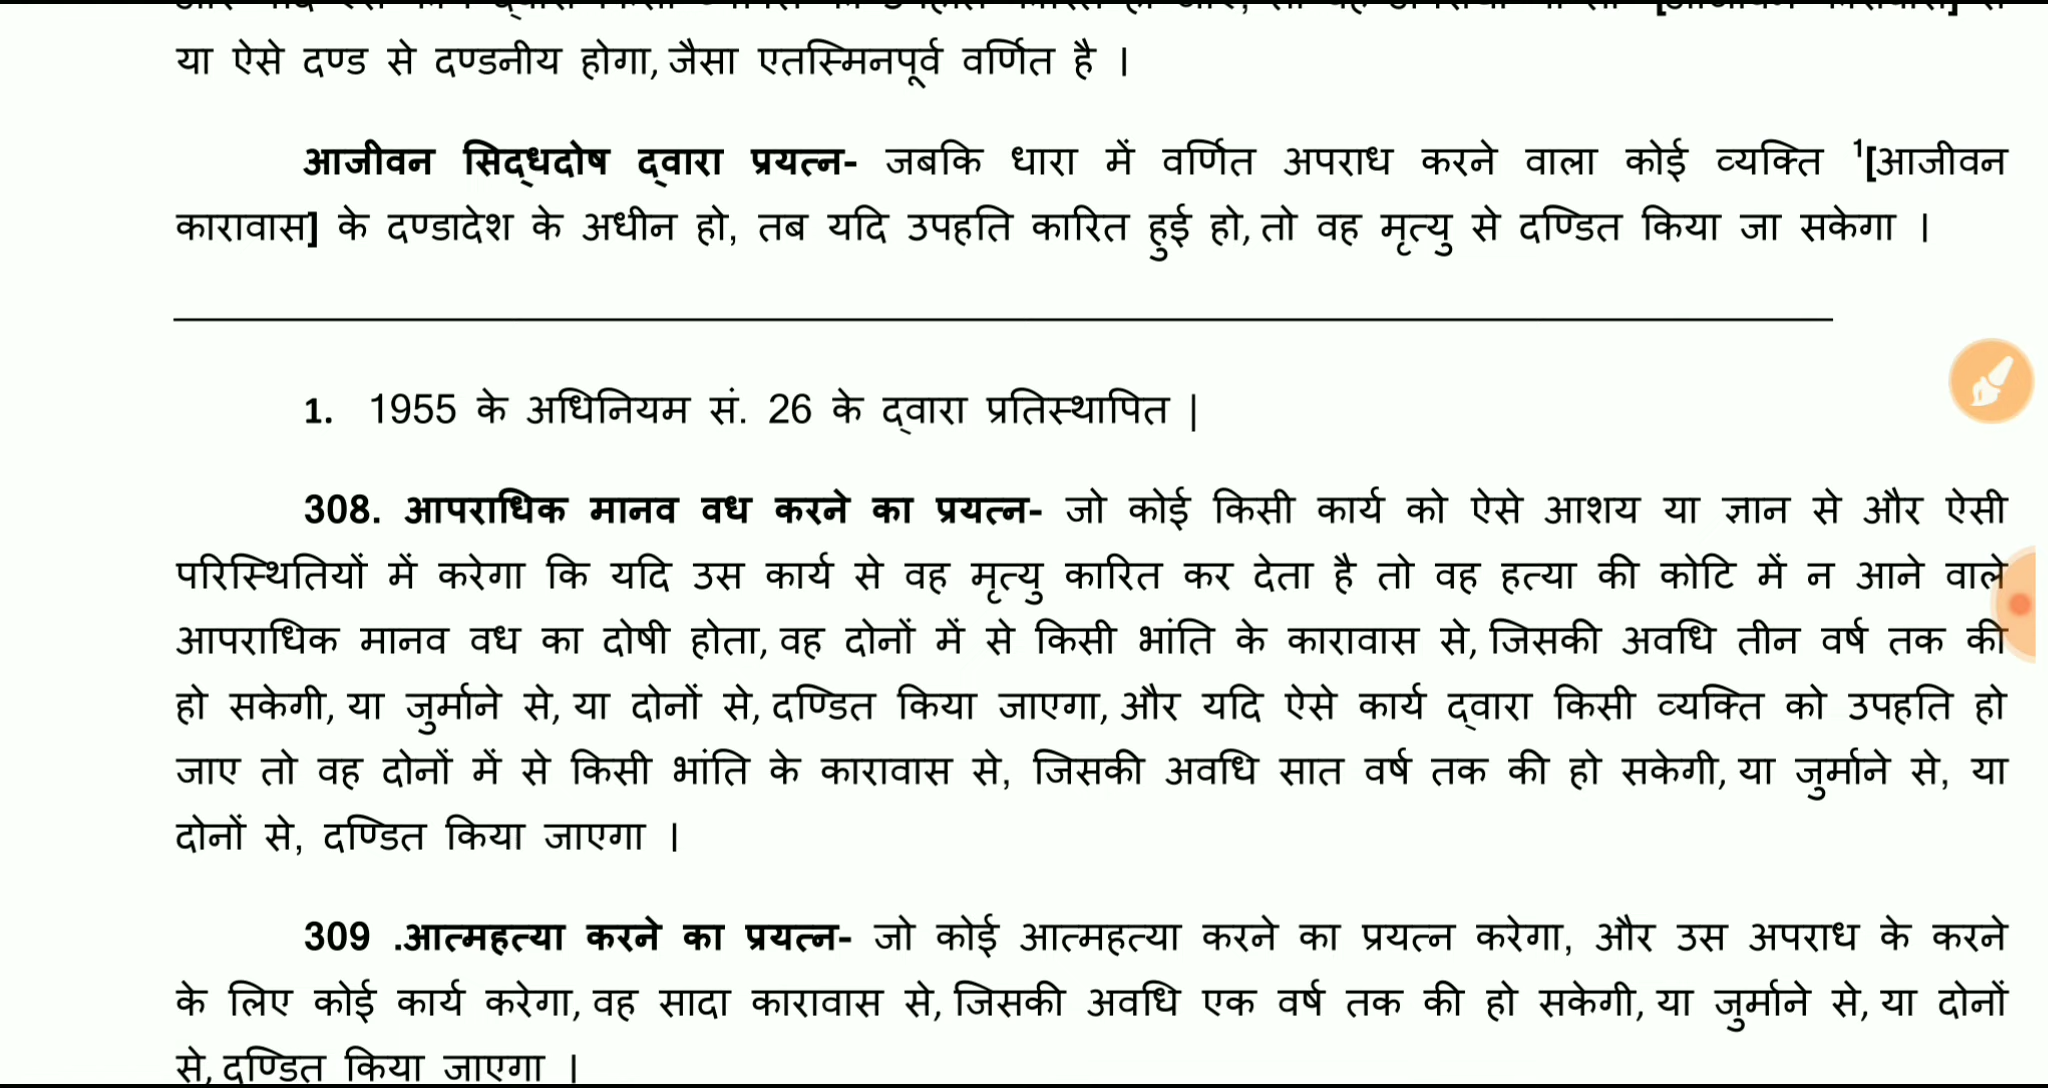 या ऐसे दण्ड से दण्डनीय होगा, जैसा एतस्मिनपूर्व वर्णित है ।
आजीवन सिद्धदोष द्वारा प्रयत्न- जबकि धारा में वर्णित अपराध करने वाला कोई व्यक्ति ¹[आजीवन
कारावास] के दण्डादेश के अधीन हो, तब यदि उपहति कारित हुई हो, तो वह मृत्यु से दण्डित किया जा सकेगा ।
1. 1955 के अधिनियम सं. 26 के द्वारा प्रतिस्थापित |
308. आपराधिक मानव वध करने का प्रयत्न- जो कोई किसी कार्य को ऐसे आशय या ज्ञान से और ऐसी
परिस्थितियों में करेगा कि यदि उस कार्य से वह मृत्यु कारित कर देता है तो वह हत्या की कोटि में न आने वाले
आपराधिक मानव वध का दोषी होता, वह दोनों में से किसी भांति के कारावास से, जिसकी अवधि तीन वर्ष तक की
हो सकेगी, या जुर्माने से, या दोनों से, दण्डित किया जाएगा, और यदि ऐसे कार्य द्वारा किसी व्यक्ति को उपहति हो
जाए तो वह दोनों में से किसी भांति के कारावास से, जिसकी अवधि सात वर्ष तक की हो सकेगी, या जुर्माने से, या
दोनों से, दण्डित किया जाएगा ।
309 .आत्महत्या करने का प्रयत्न- जो कोई आत्महत्या करने का प्रयत्न करेगा, और उस अपराध के करने
के लिए कोई कार्य करेगा, वह सादा कारावास से, जिसकी अवधि एक वर्ष तक की हो सकेगी, या जुर्माने से, या दोनों
से, दण्डित किया जाएगा |